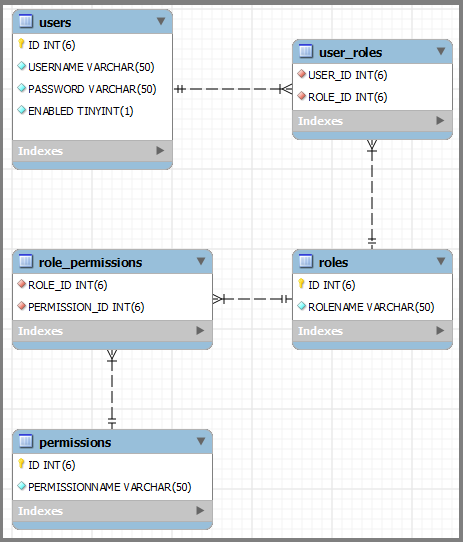 users
ID INT(6)
USERNAME VARCHAR(50)
PASSWORD VARCHAR(50)
ENABLED TINYINT(1)
Indexes
user_roles
USER_ID INT(6)
ROLE_ID INT(6)
Indexes
role_permissions
ROLE_ID INT(6)
PERMISSION_ID INT(6)
Indexes
roles
ID INT(6)
ROLENAME VARCHAR(50)
Indexes
permissions
ID INT(6)
PERMISSIONNAME VARCHAR(50)
Indexes